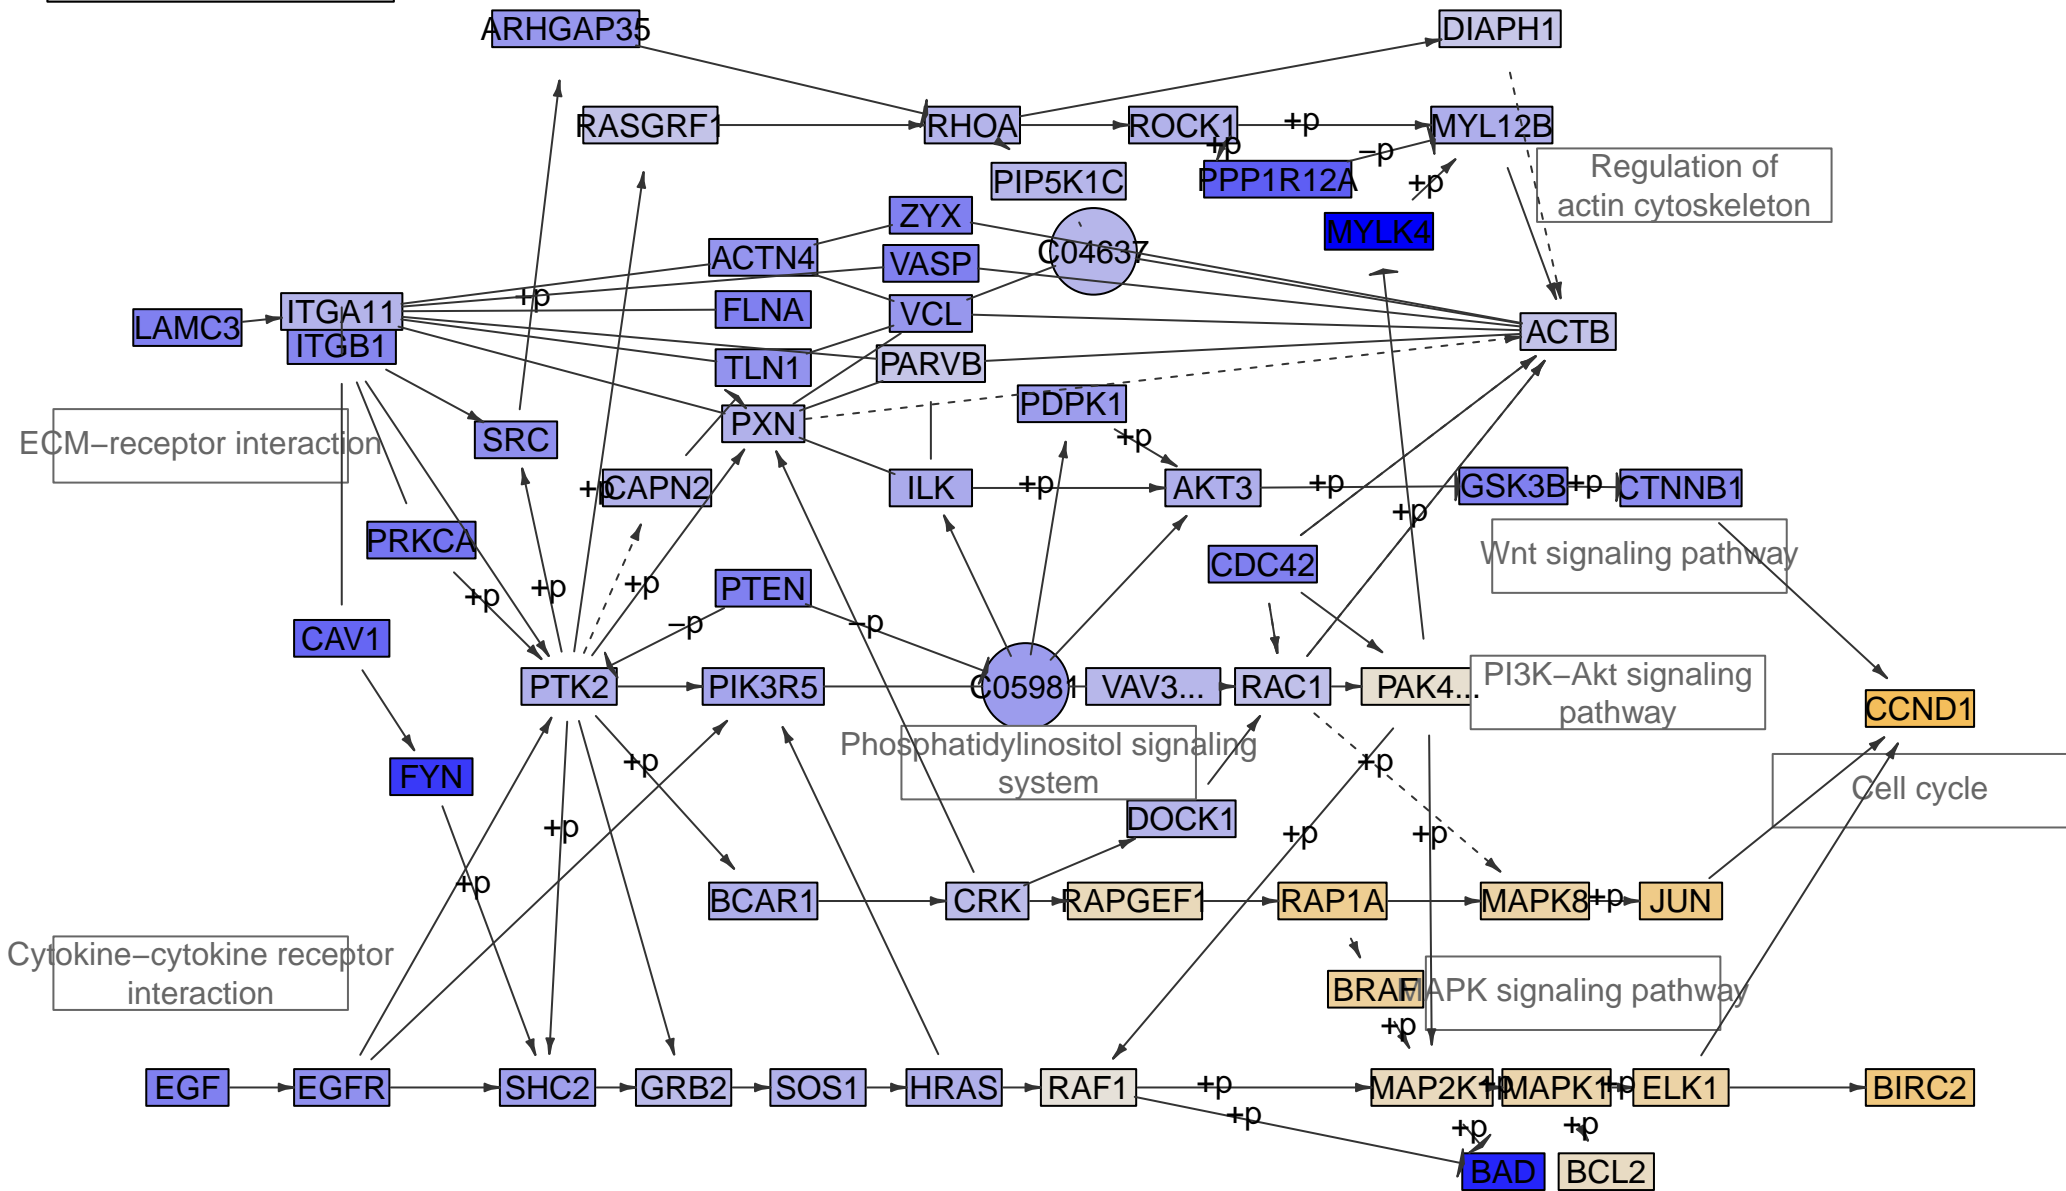 ARHGAP35
DIAPH1
RASGRF1
RHOA
ROCK1
+p
MYL12B
+p
−p
Regulation of
actin cytoskeleton
PIP5K1C
PPP1R12A
+p
ZYX
MYLK4
ACTN4
VASP
C04637
+p
ITGA11
FLNA
VCL
LAMC3
ITGB1
ACTB
TLN1
PARVB
PDPK1
PXN
ECM−receptor interaction
SRC
+p
+p
CAPN2
ILK
+p
AKT3
+p
GSK3B
+p
CTNNB1
+p
PRKCA
Wnt signaling pathway
CDC42
+p
+p
+p
PTEN
CAV1
−p
−p
PTK2
PIK3R5
C05981
VAV3...
RAC1
PAK4...
PI3K−Akt signaling
pathway
CCND1
Phosphatidylinositol signaling
system
FYN
+p
+p
Cell cycle
+p
DOCK1
+p
+p
+p
BCAR1
CRK
RAPGEF1
RAP1A
MAPK8
+p
JUN
Cytokine−cytokine receptor
interaction
BRAF
MAPK signaling pathway
+p
EGF
EGFR
SHC2
GRB2
SOS1
HRAS
RAF1
+p
MAP2K1
+p
MAPK1
+p
ELK1
BIRC2
+p
+p
+p
BAD
BCL2